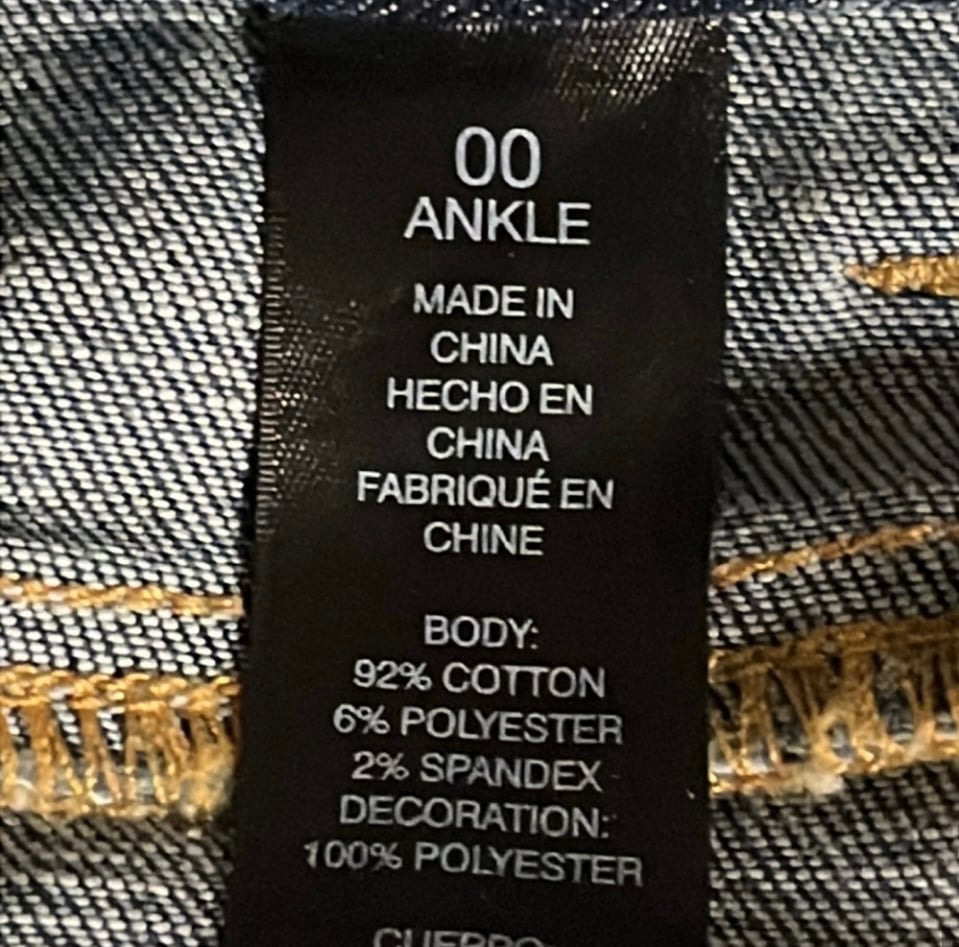 00
ANKLE
MADE IN
CHINA
HECHO EN
CHINA
FABRIQUÉ EN
CHINE
BODY:
92% COTTON
6% POLYESTER
2% SPANDEX
DECORATION:
100% POLYESTER
CUERPO: